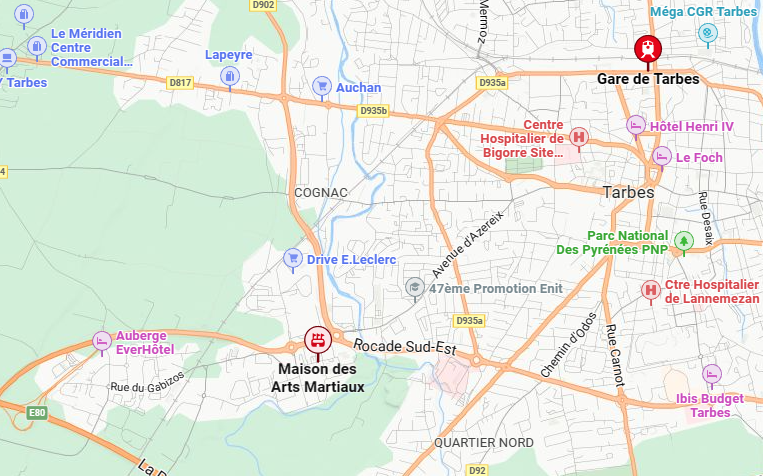 D902
Mermoz
Méga CGR Tarbes
Le Méridien
Centre
Commercial...
Tarbes
Lapeyre
D817
Auchan
D935a
Gare de Tarbes
D935b
Centre
Hospitalier de
Bigorre Site...
Hôtel Henri IV
Le Foch
4
COGNAC
Tarbes
Rue Desaix
Avenue d'Azereix
Parc National
Des Pyrénées PNP
Drive E.Leclerc
47ème Promotion Enit
Ctre Hospitalier
de Lannemezan
D935a
Auberge
EverHôtel
Rocade Sud-Est
Chemin d'Odos
Rue Carnot
Maison des
Arts Martiaux
Rue du Gabizos
E80
Ibis Budget
Tarbes
QUARTIER NORD
La
D92